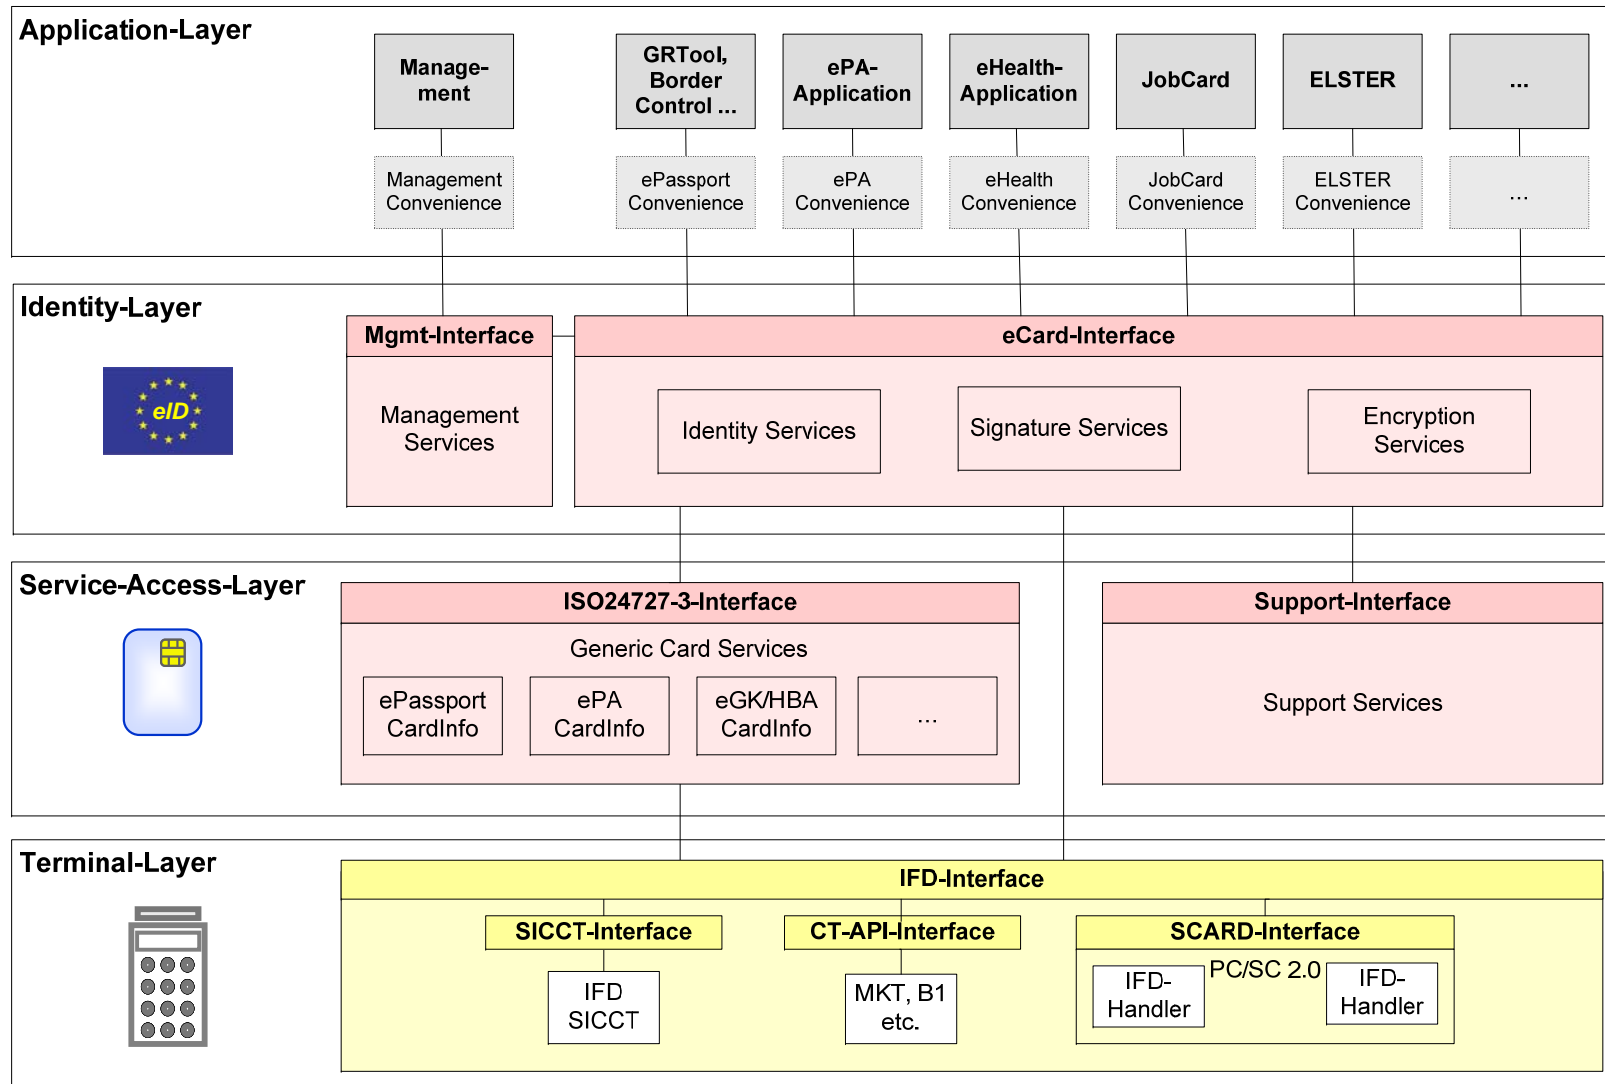 Application-Layer
Manage-
ment
GRTool,
Border
Control ...
ePA-
Application
eHealth-
Application
JobCard
ELSTER
...
Management
Convenience
ePassport
Convenience
ePA
Convenience
eHealth
Convenience
JobCard
Convenience
ELSTER
Convenience
...
Identity-Layer
eID
Mgmt-Interface
eCard-Interface
Management
Services
Identity Services
Signature Services
Encryption
Services
Service-Access-Layer
ISO24727-3-Interface
Support-Interface
Generic Card Services
ePassport
CardInfo
ePA
CardInfo
eGK/HBA
CardInfo
...
Support Services
Terminal-Layer
IFD-Interface
SICCT-Interface
CT-API-Interface
SCARD-Interface
IFD
SICCT
MKT, B1
etc.
PC/SC 2.0
IFD-
Handler
IFD-
Handler